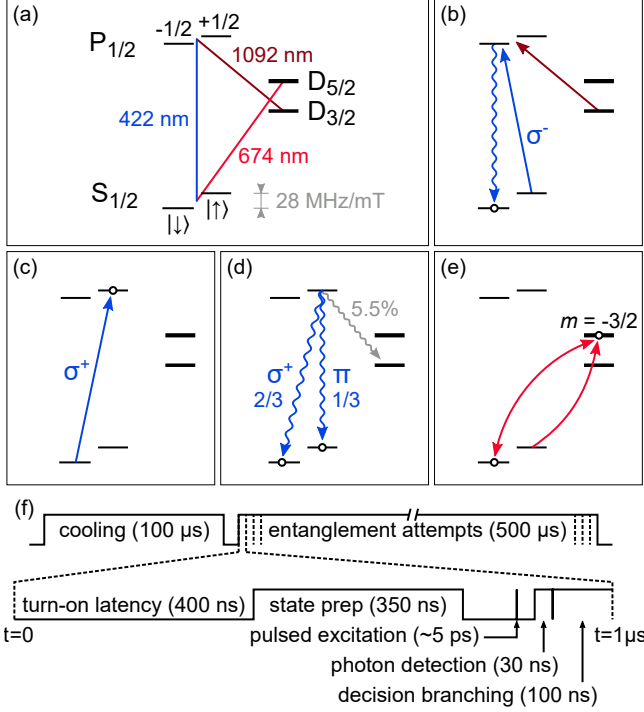 (a)
-1/2 +1/2
P1/2
1092 nm
D5/2
D3/2
422 nm
674 nm
S1/2
|↓⟩ |↑⟩
28 MHz/mT
(b)
σ-
(c)
σ+
(d)
5.5%
σ+ π
2/3 1/3
(e)
m = -3/2
(f)
cooling (100 µs)
entanglement attempts (500 µs)
turn-on latency (400 ns)
state prep (350 ns)
t=0
pulsed excitation (~5 ps)
t=1µs
photon detection (30 ns)
decision branching (100 ns)